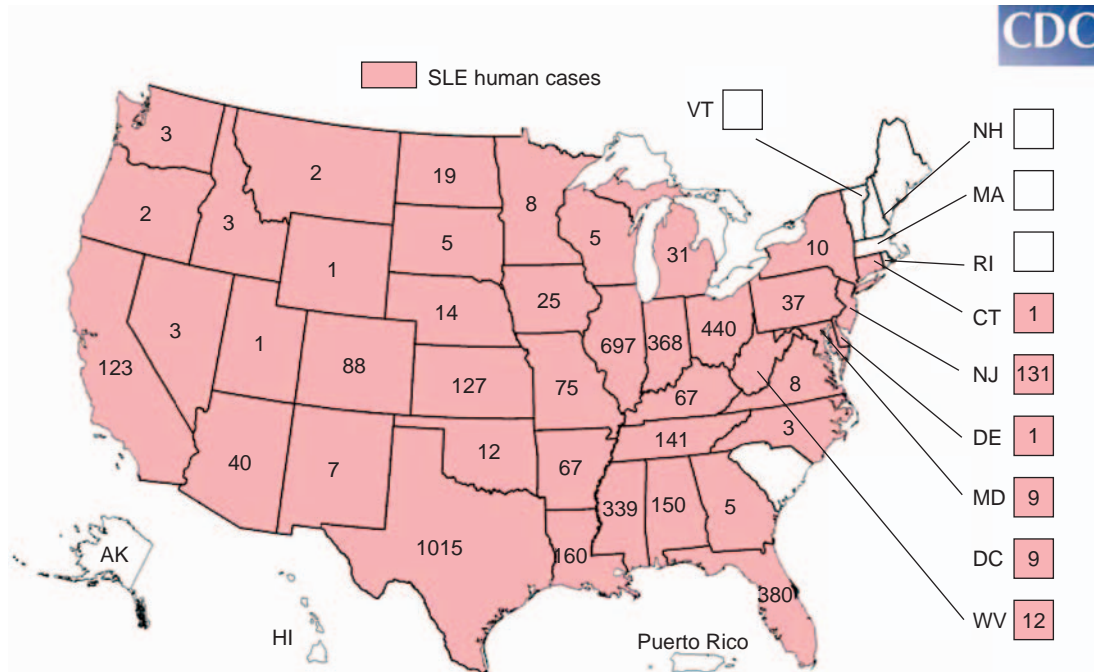 CDC
SLE human cases
VT
NH
MA
RI
CT 1
NJ 131
DE 1
MD 9
DC 9
WV 12
3
2
19
8
2
3
5
5
31
10
1
25
14
37
3
1
88
697
368
440
123
127
75
67
8
141
3
40
7
12
67
339
150
5
1015
160
380
AK
HI
Puerto Rico